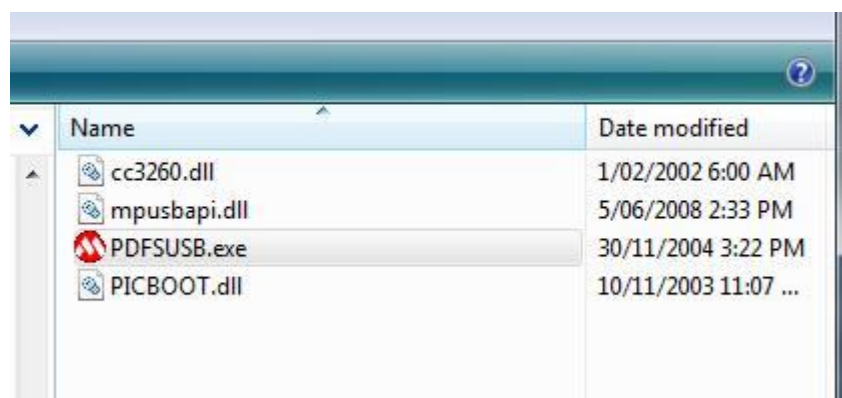 Name Date modified
cc3260.dll 1/02/2002 6:00 AM
mpusbapi.dll 5/06/2008 2:33 PM
PDFSUSB.exe 30/11/2004 3:22 PM
PICBOOT.dll 10/11/2003 11:07 ...